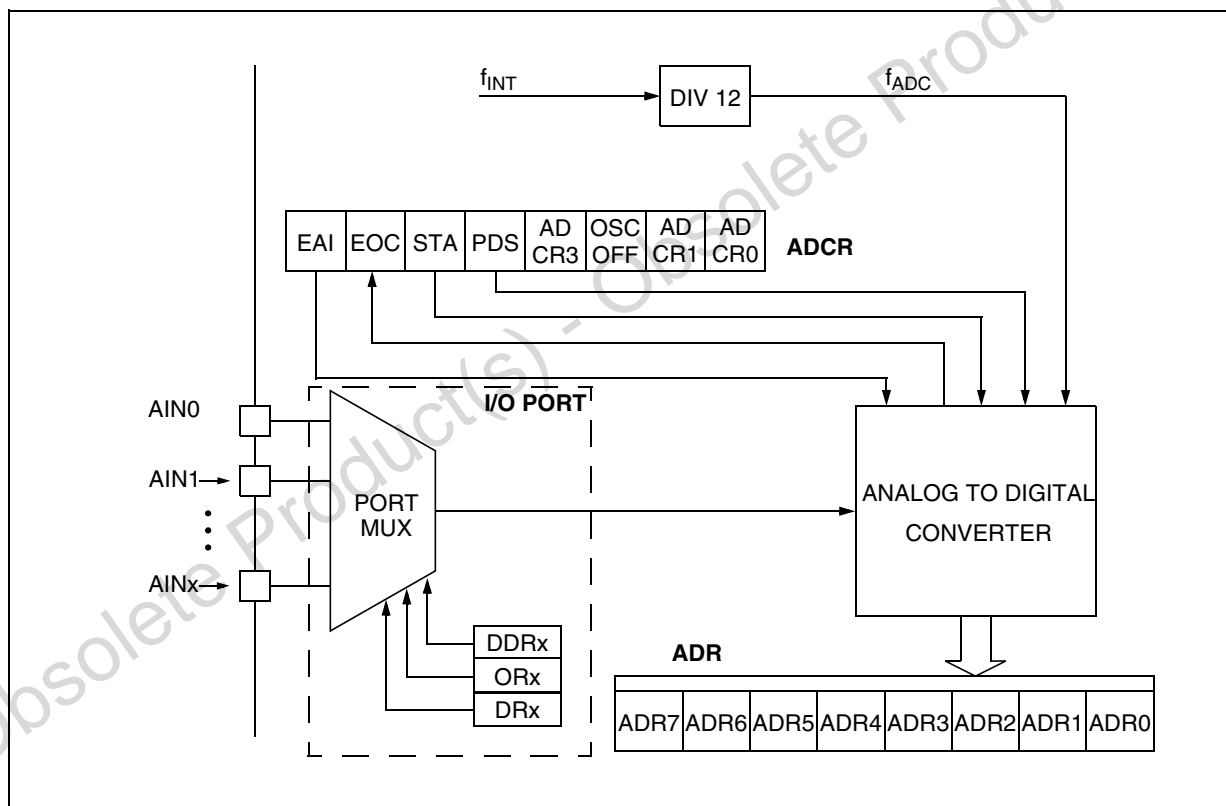 Obsolete Product(s) - Obsolete Produ
fINT
DIV 12
fADC
EAI EOC STA PDS AD CR3 OSC OFF AD CR1 AD CR0
ADCR
I/O PORT
AIN0
AIN1
AINx
PORT
MUX
ANALOG TO DIGITAL
CONVERTER
DDRx
ORx
DRx
ADR
ADR7 ADR6 ADR5 ADR4 ADR3 ADR2 ADR1 ADR0